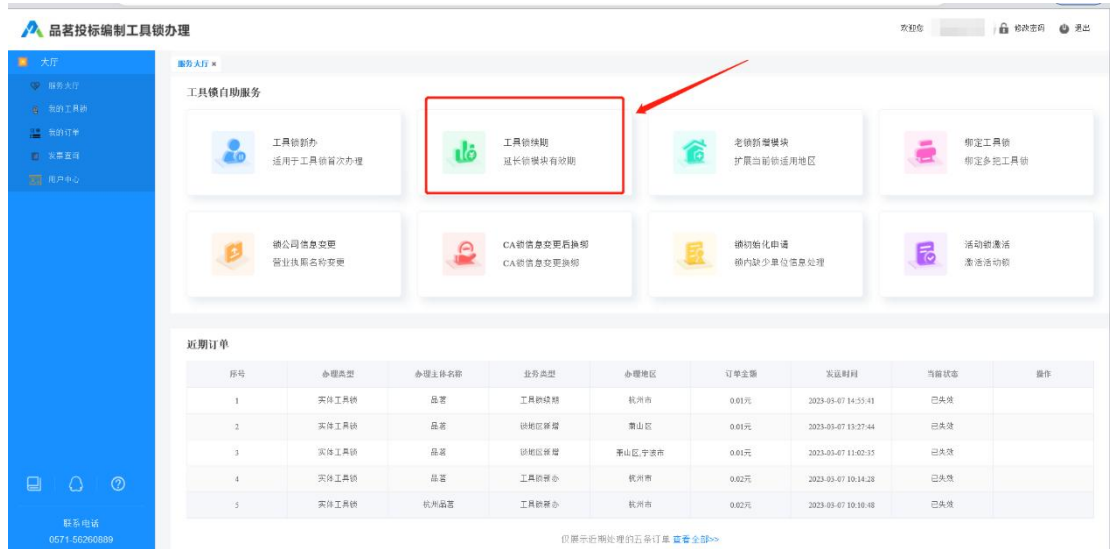 品茗投标编制工具锁办理
欢迎您 修改密码 退出
大厅
服务大厅
我的工具锁
我的订单
发票查询
用户中心
服务大厅 ×
工具锁自助服务
工具锁新办
适用于工具锁首次办理
工具锁续期
延长锁模块有效期
老锁新增模块
扩展当前锁适用地区
绑定工具锁
绑定多把工具锁
锁公司信息变更
营业执照名称变更
CA锁信息变更后换绑
CA锁信息变更换绑
锁初始化申请
锁内缺少单位信息处理
活动锁激活
激活活动锁
近期订单
序号 办理类型 办理主体名称 业务类型 办理地区 订单金额 发送时间 当前状态 操作
1 实体工具锁 品茗 工具锁续期 杭州市 0.01元 2023-03-07 14:55:41 已失效
2 实体工具锁 品茗 锁地区新增 萧山区 0.01元 2023-03-07 13:27:44 已失效
3 实体工具锁 品茗 锁地区新增 萧山区,宁波市 0.01元 2023-03-07 11:02:35 已失效
4 实体工具锁 品茗 工具锁新办 杭州市 0.02元 2023-03-07 10:14:28 已失效
5 实体工具锁 杭州品茗 工具锁新办 杭州市 0.02元 2023-03-07 10:10:48 已失效
仅展示近期处理的五条订单 查看全部>>
联系电话
0571-56260889